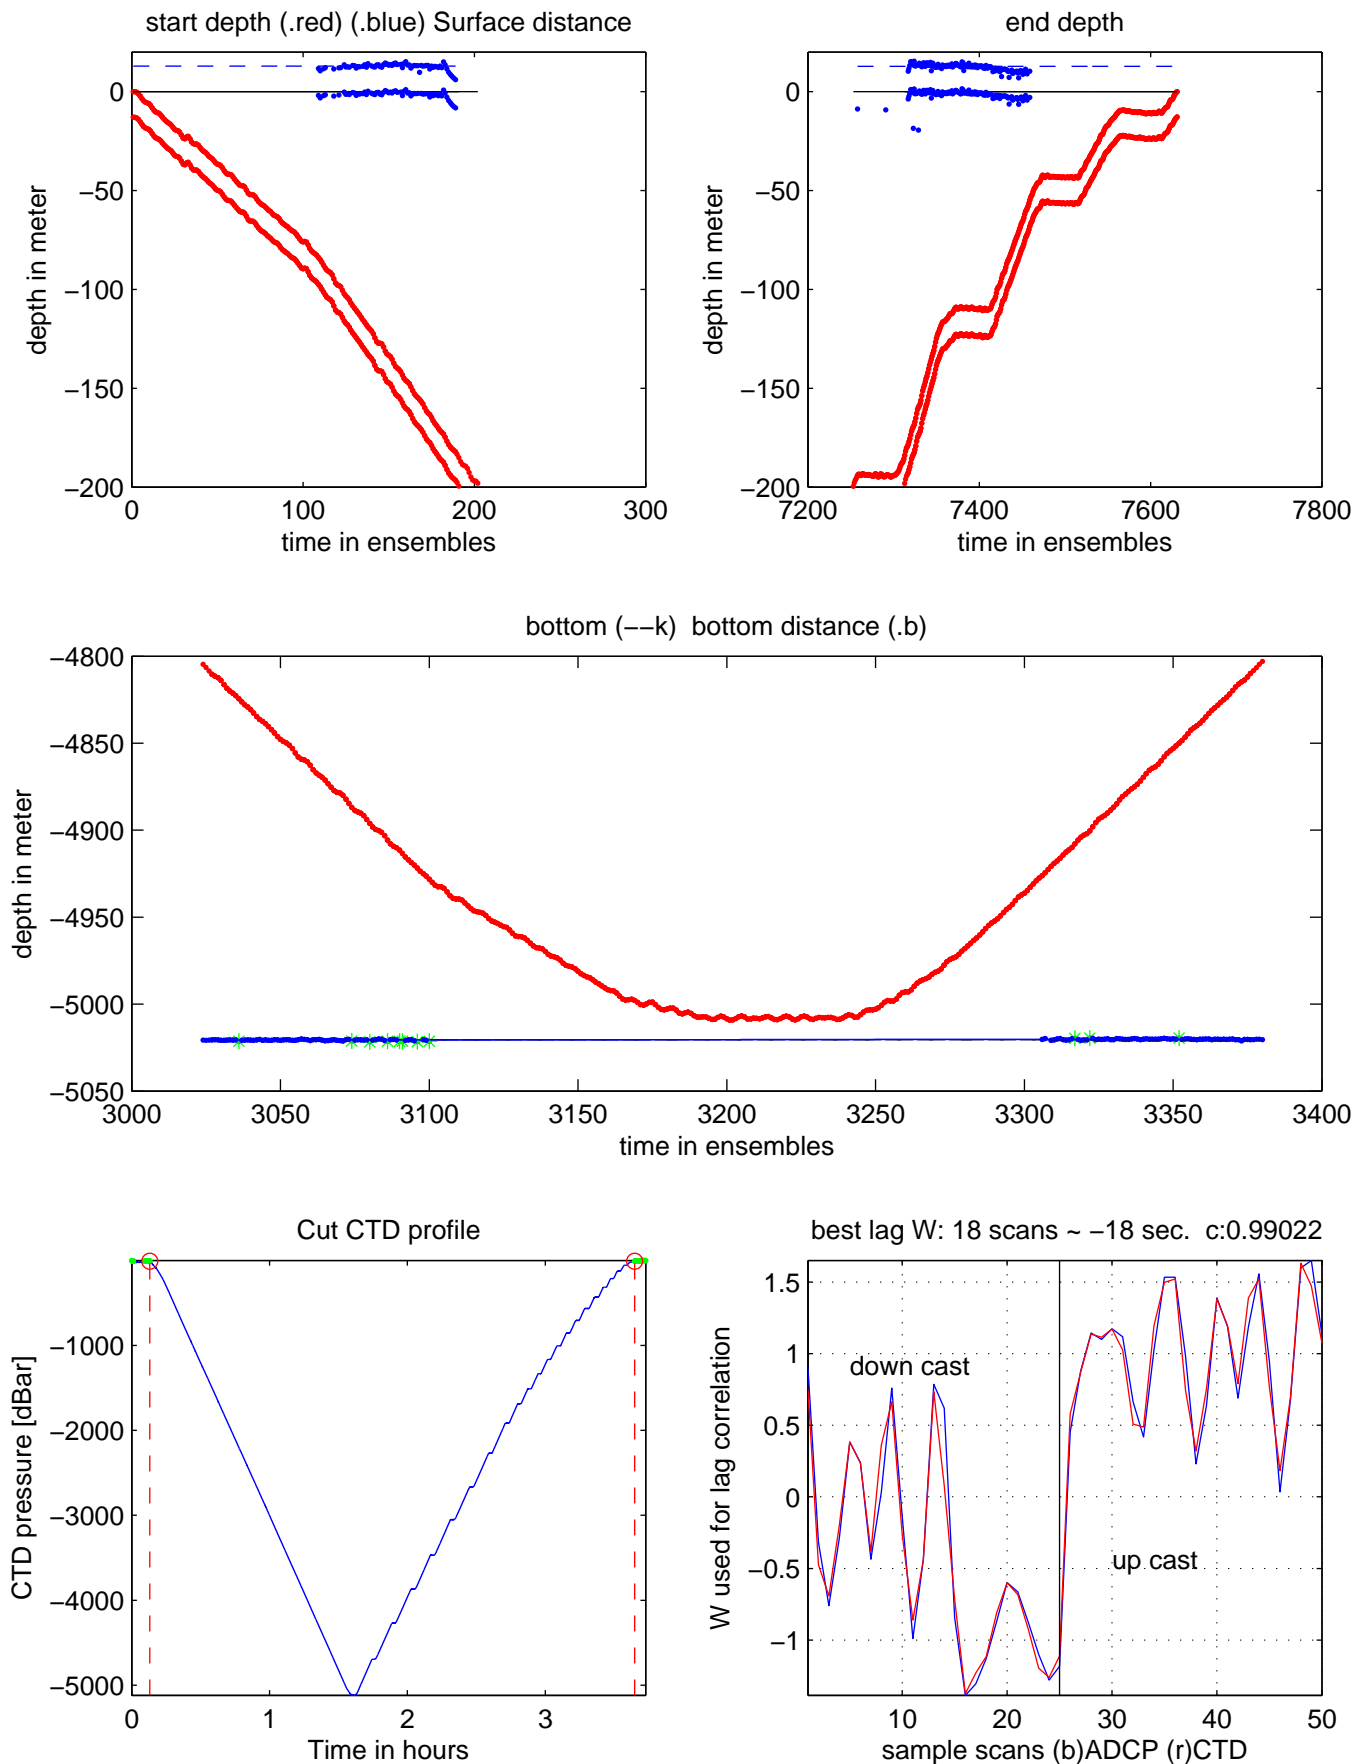 start depth (.red) (.blue) Surface distance
0
−50
−100
−150
−200
0 100 200 300
depth in meter
time in ensembles
end depth
0
−50
−100
−150
−200
7200 7400 7600 7800
depth in meter
time in ensembles
bottom (−−k) bottom distance (.b)
−4800
−4850
−4900
−4950
−5000
−5050
3000 3050 3100 3150 3200 3250 3300 3350 3400
depth in meter
time in ensembles
Cut CTD profile
−1000
−2000
−3000
−4000
−5000
0 1 2 3
CTD pressure [dBar]
Time in hours
best lag W: 18 scans ~ −18 sec. c:0.99022
1.5
1
0.5
0
−0.5
−1
10 20 30 40 50
down cast
up cast
W used for lag correlation
sample scans (b)ADCP (r)CTD